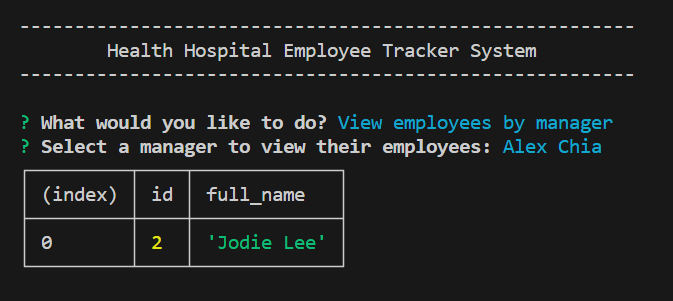 Health Hospital Employee Tracker System
? What would you like to do? View employees by manager
? Select a manager to view their employees: Alex Chia
(index) id full_name
0 2 'Jodie Lee'